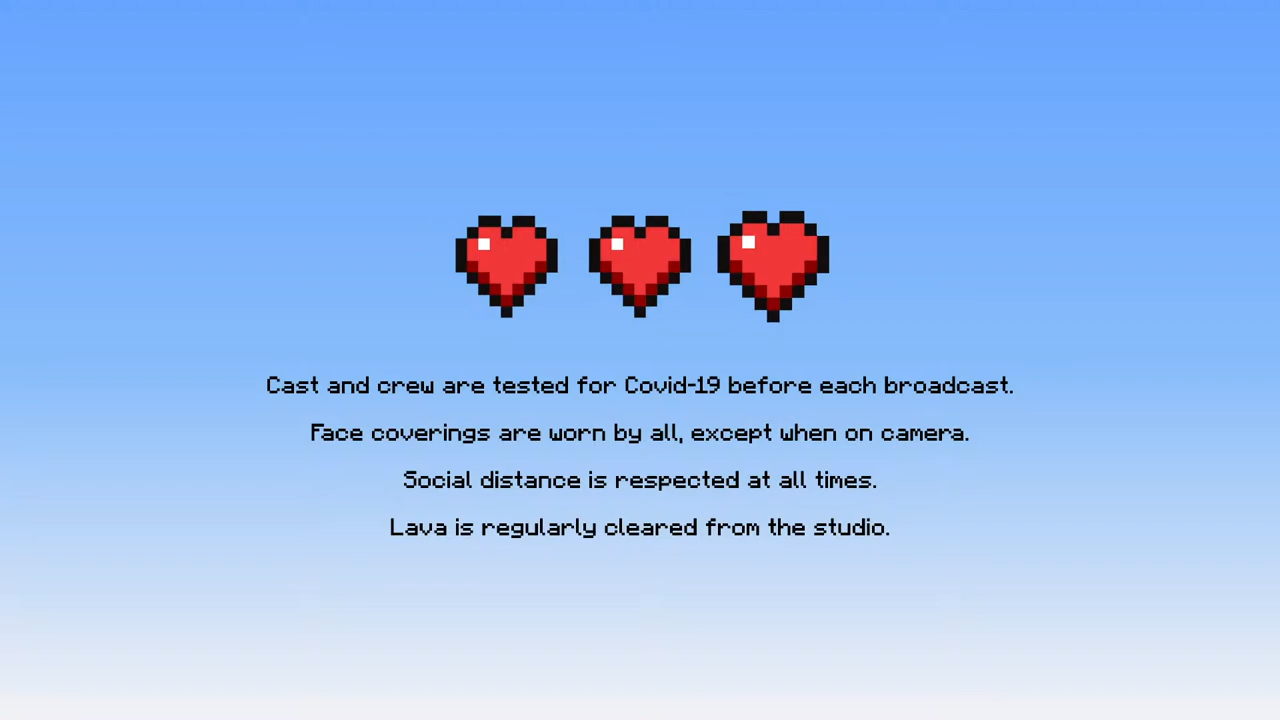 Cast and crew are tested for Covid-19 before each broadcast.
Face coverings are worn by all, except when on camera.
Social distance is respected at all times.
Lava is regularly cleared from the studio.